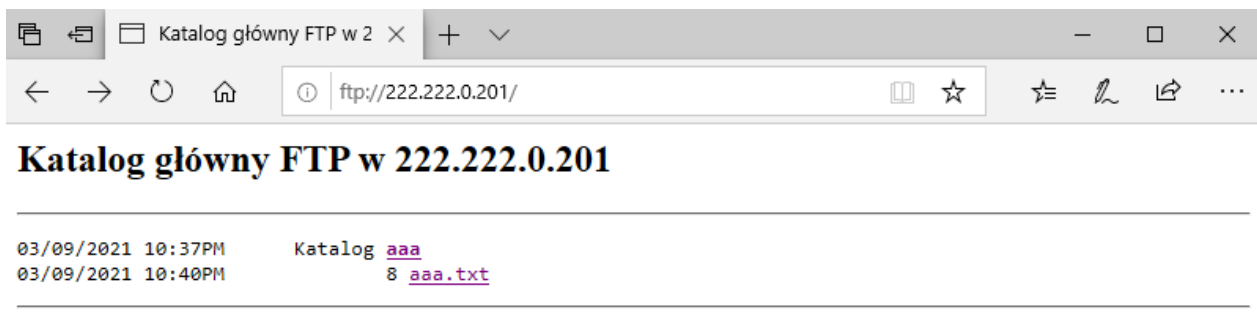 Katalog główny FTP w 2
ftp://222.222.0.201/
Katalog główny FTP w 222.222.0.201
03/09/2021 10:37PM Katalog aaa
03/09/2021 10:40PM 8 aaa.txt